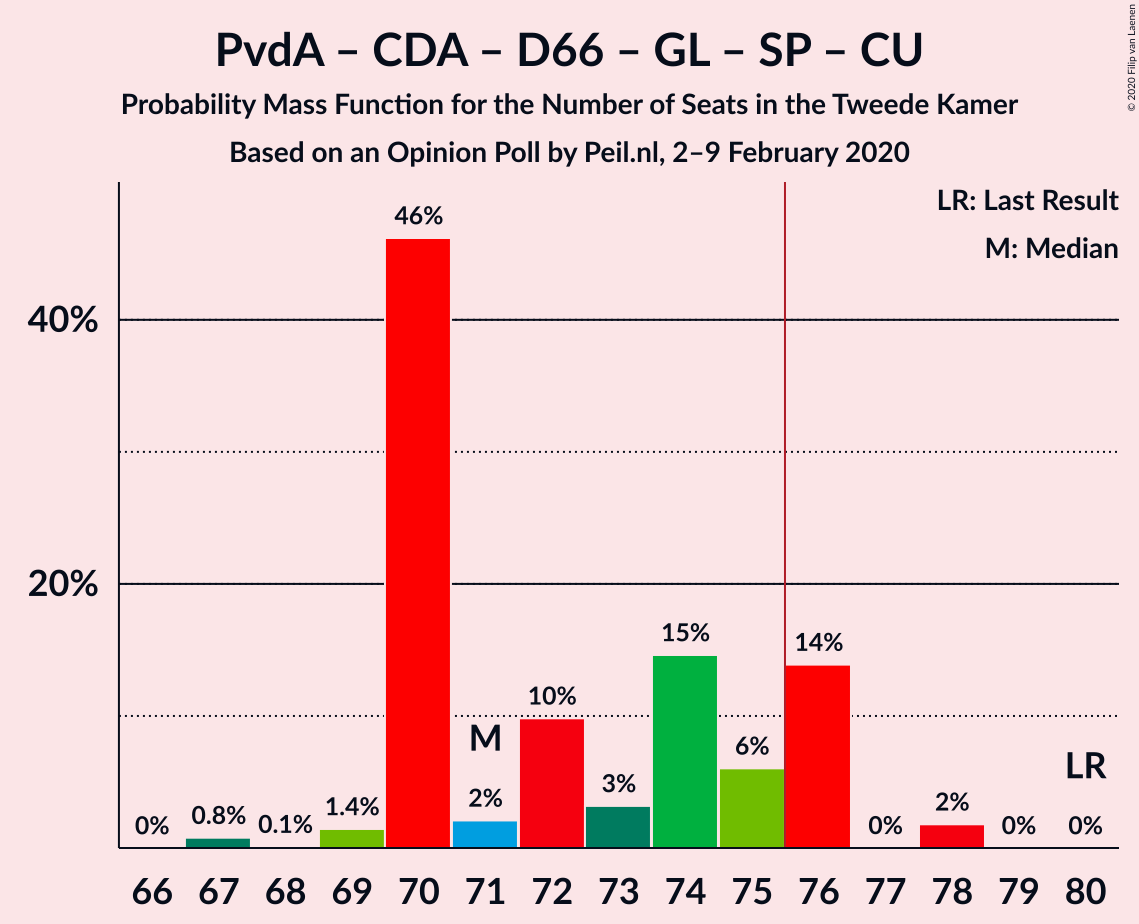 PvdA – CDA – D66 – GL – SP – CU
Probability Mass Function for the Number of Seats in the Tweede Kamer
Based on an Opinion Poll by Peil.nl, 2–9 February 2020
© 2020 Filip van Laenen
LR: Last Result
M: Median
40%
20%
0%
0.8%
0.1%
1.4%
46%
2%
10%
3%
15%
6%
14%
0%
2%
0%
0%
M
LR
66 67 68 69 70 71 72 73 74 75 76 77 78 79 80